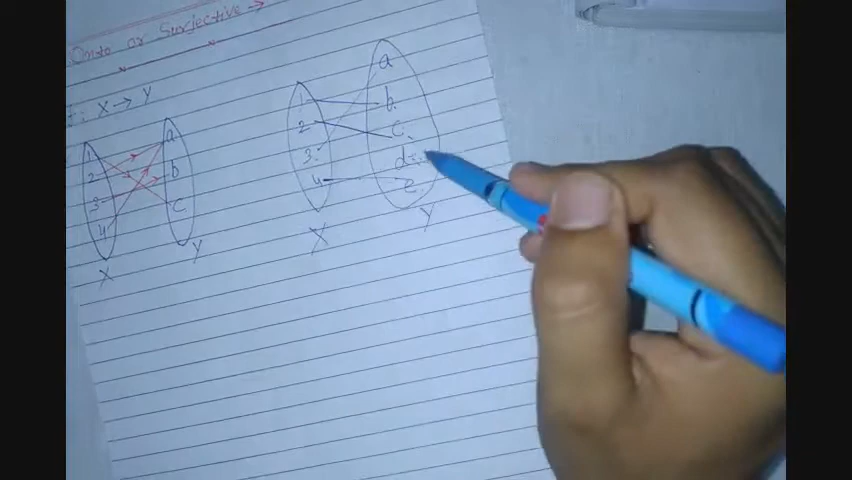 Onto or Surjective →
f: X → Y
1 a
2 b
3 c
4
X Y
1 a
2 b
3 c
4 d
e
X Y